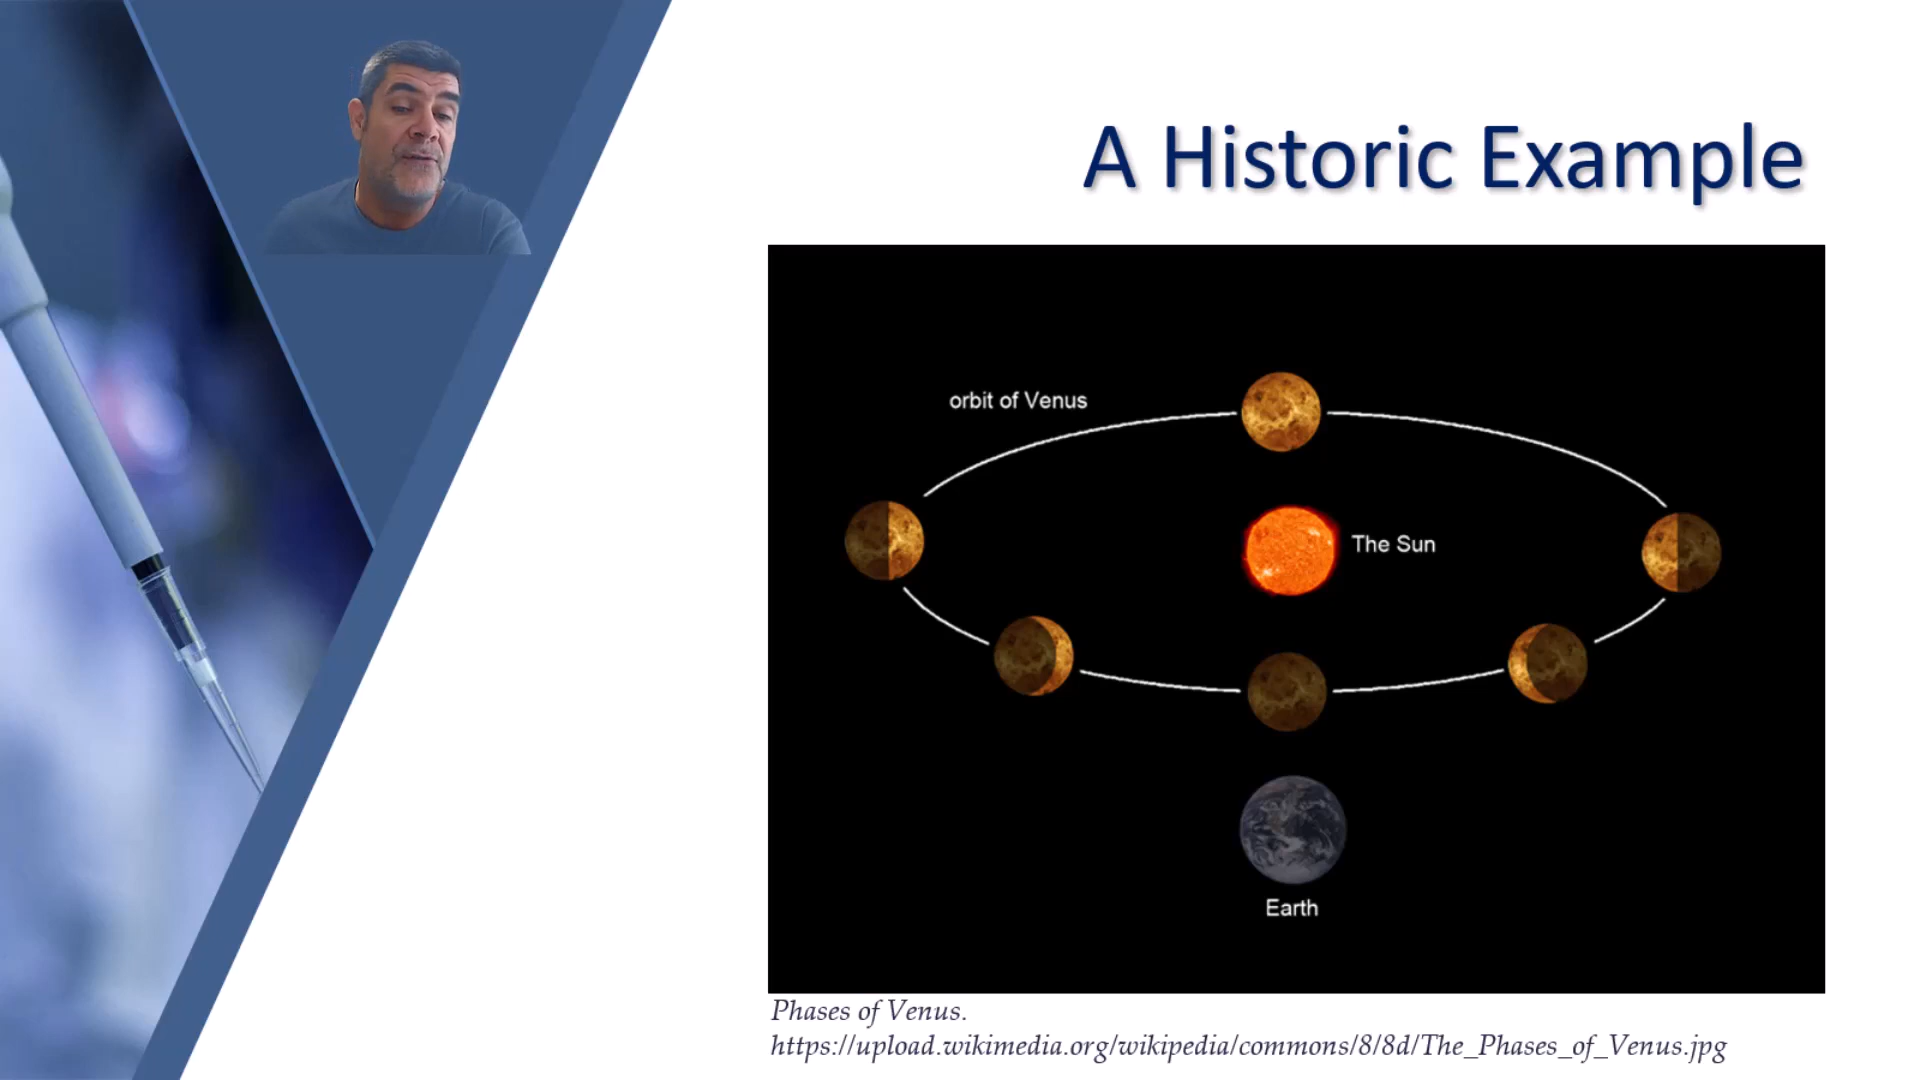 A Historic Example
orbit of Venus
The Sun
Earth
Phases of Venus.
https://upload.wikimedia.org/wikipedia/commons/8/8d/The_Phases_of_Venus.jpg